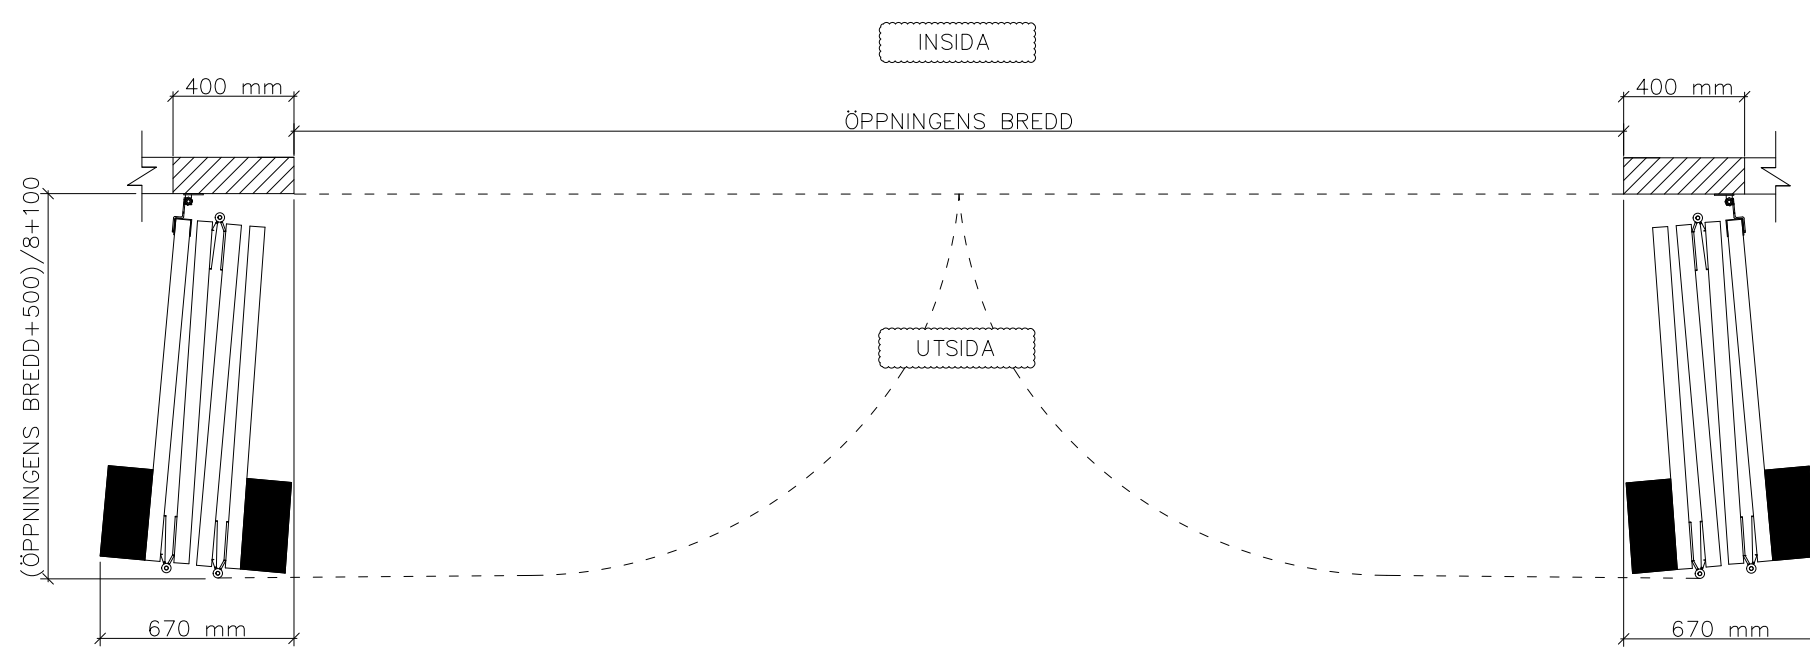 INSIDA
400 mm
400 mm
ÖPPNINGENS BREDD
(ÖPPNINGENS BREDD+500)/8+100
UTSIDA
670 mm
670 mm